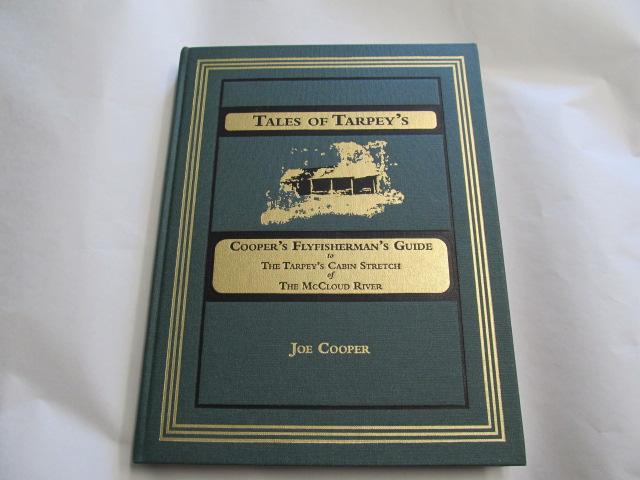 Tales of Tarpey's
Cooper's Flyfisherman's Guide
to
The Tarpey's Cabin Stretch
of
The McCloud River
Joe Cooper